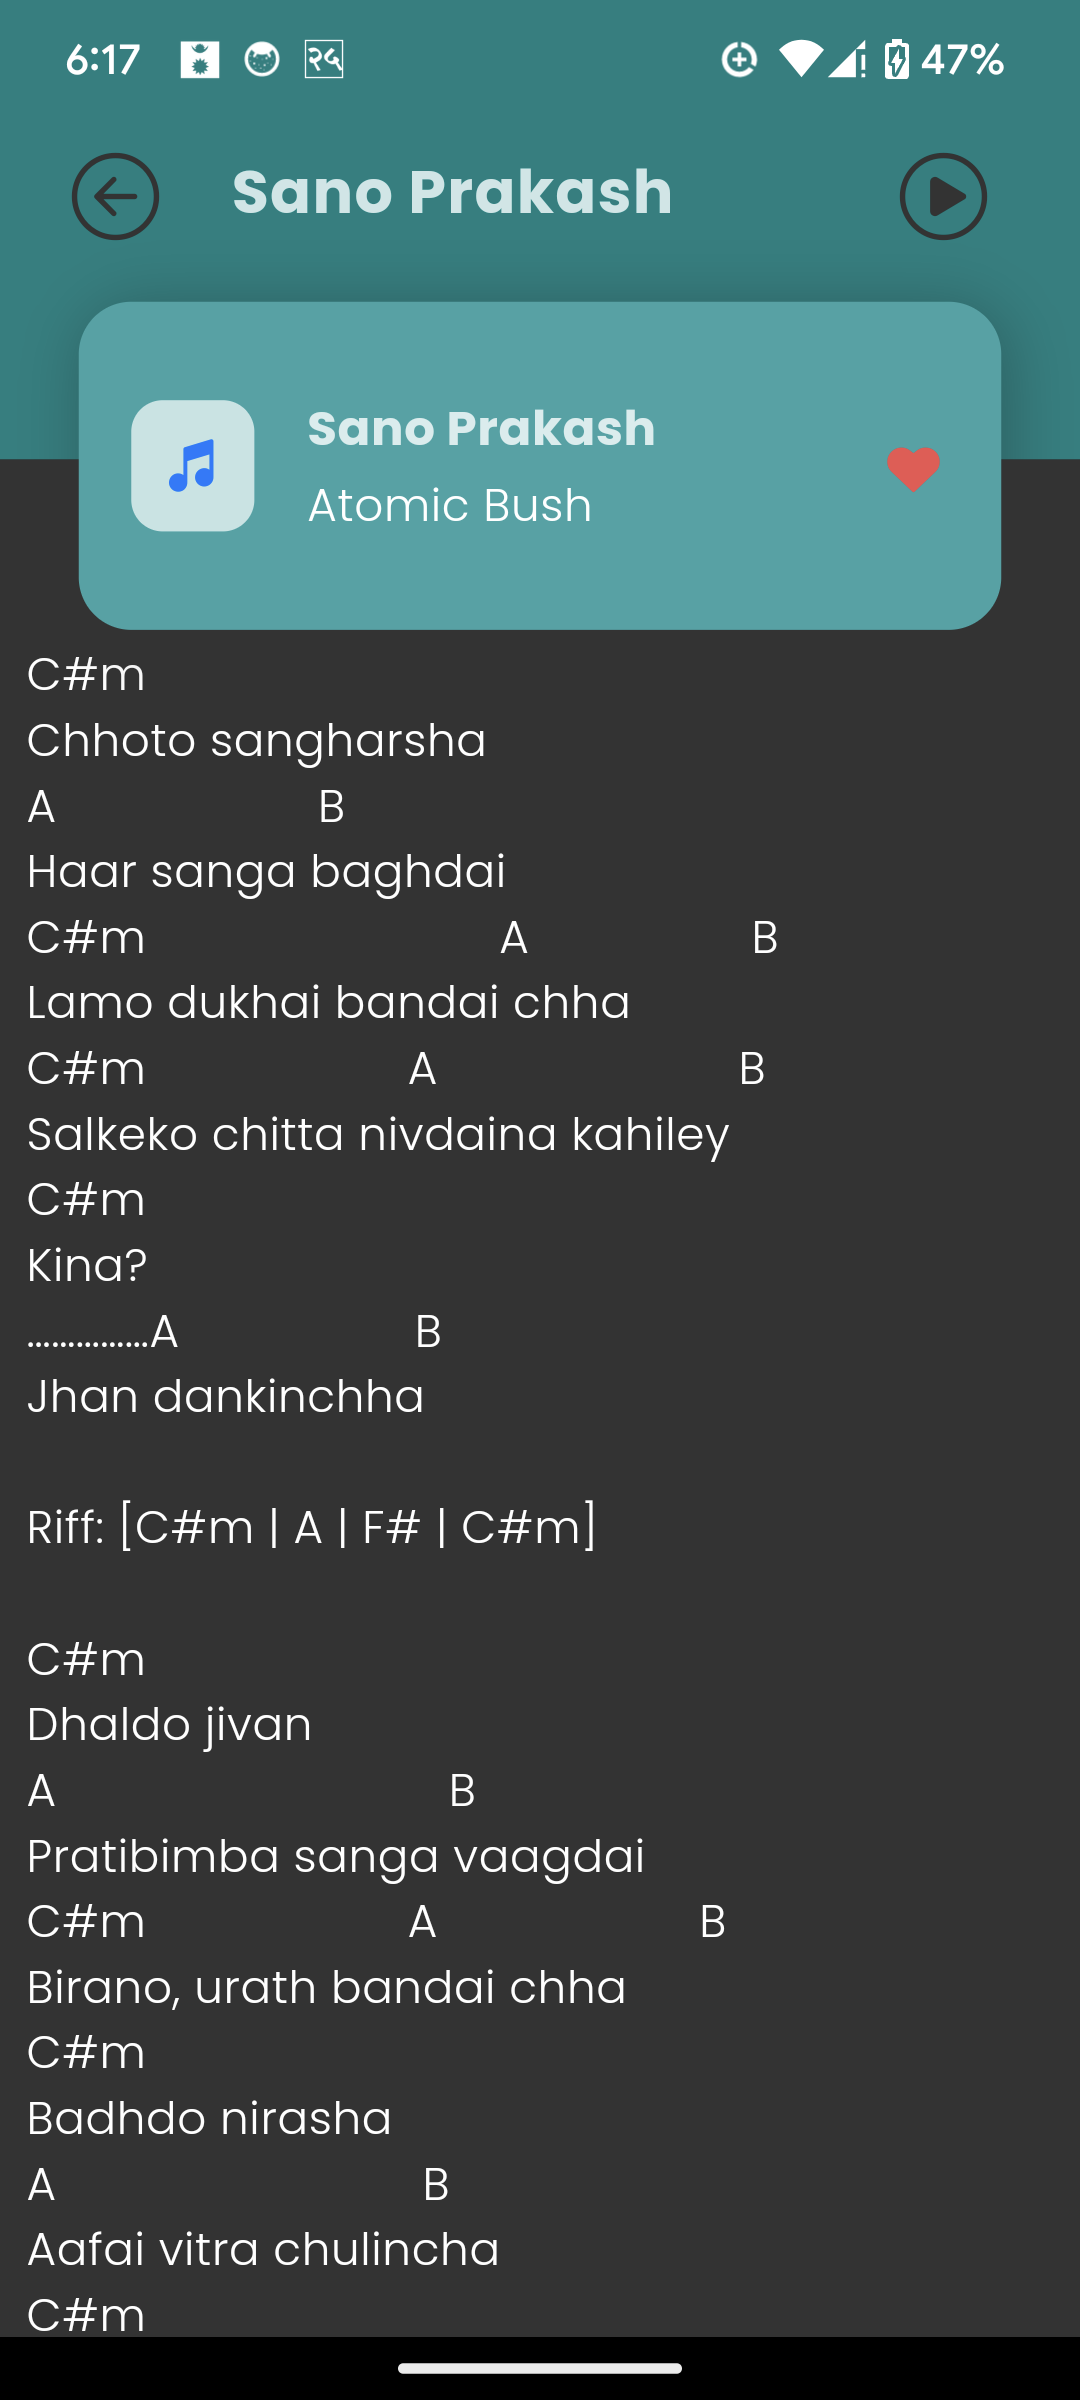 6:17 २५ 47%
Sano Prakash
Sano Prakash
Atomic Bush
C#m
Chhoto sangharsha
A B
Haar sanga baghdai
C#m A B
Lamo dukhai bandai chha
C#m A B
Salkeko chitta nivdaina kahiley
C#m
Kina?
...............A B
Jhan dankinchha
Riff: [C#m | A | F# | C#m]
C#m
Dhaldo jivan
A B
Pratibimba sanga vaagdai
C#m A B
Birano, urath bandai chha
C#m
Badhdo nirasha
A B
Aafai vitra chulincha
C#m